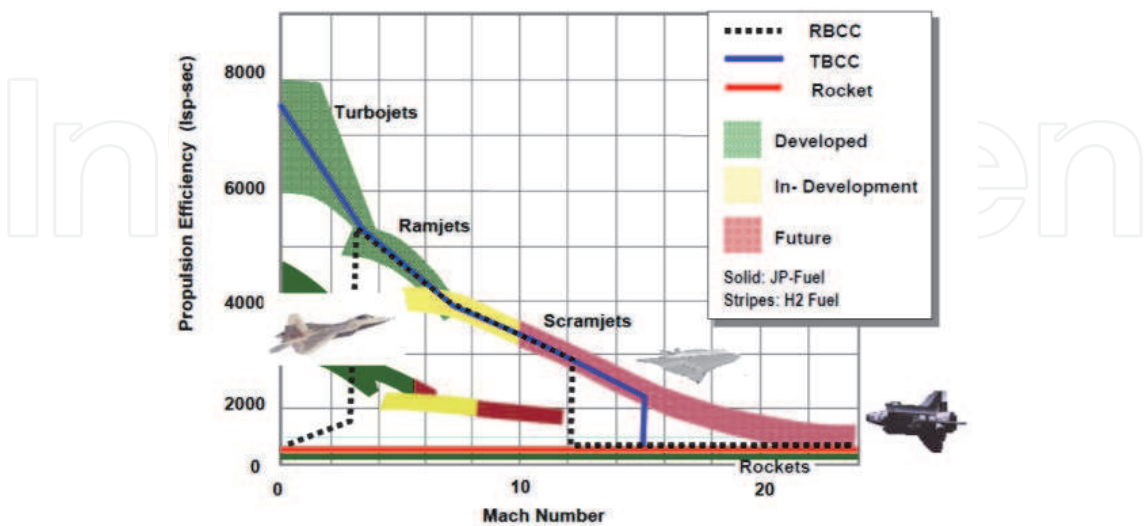 RBCC
TBCC
Rocket
Developed
In- Development
Future
Solid: JP-Fuel
Stripes: H2 Fuel
Propulsion Efficiency (Isp-sec)
8000
6000
4000
2000
0
Turbojets
Ramjets
Scramjets
Rockets
0
10
20
Mach Number